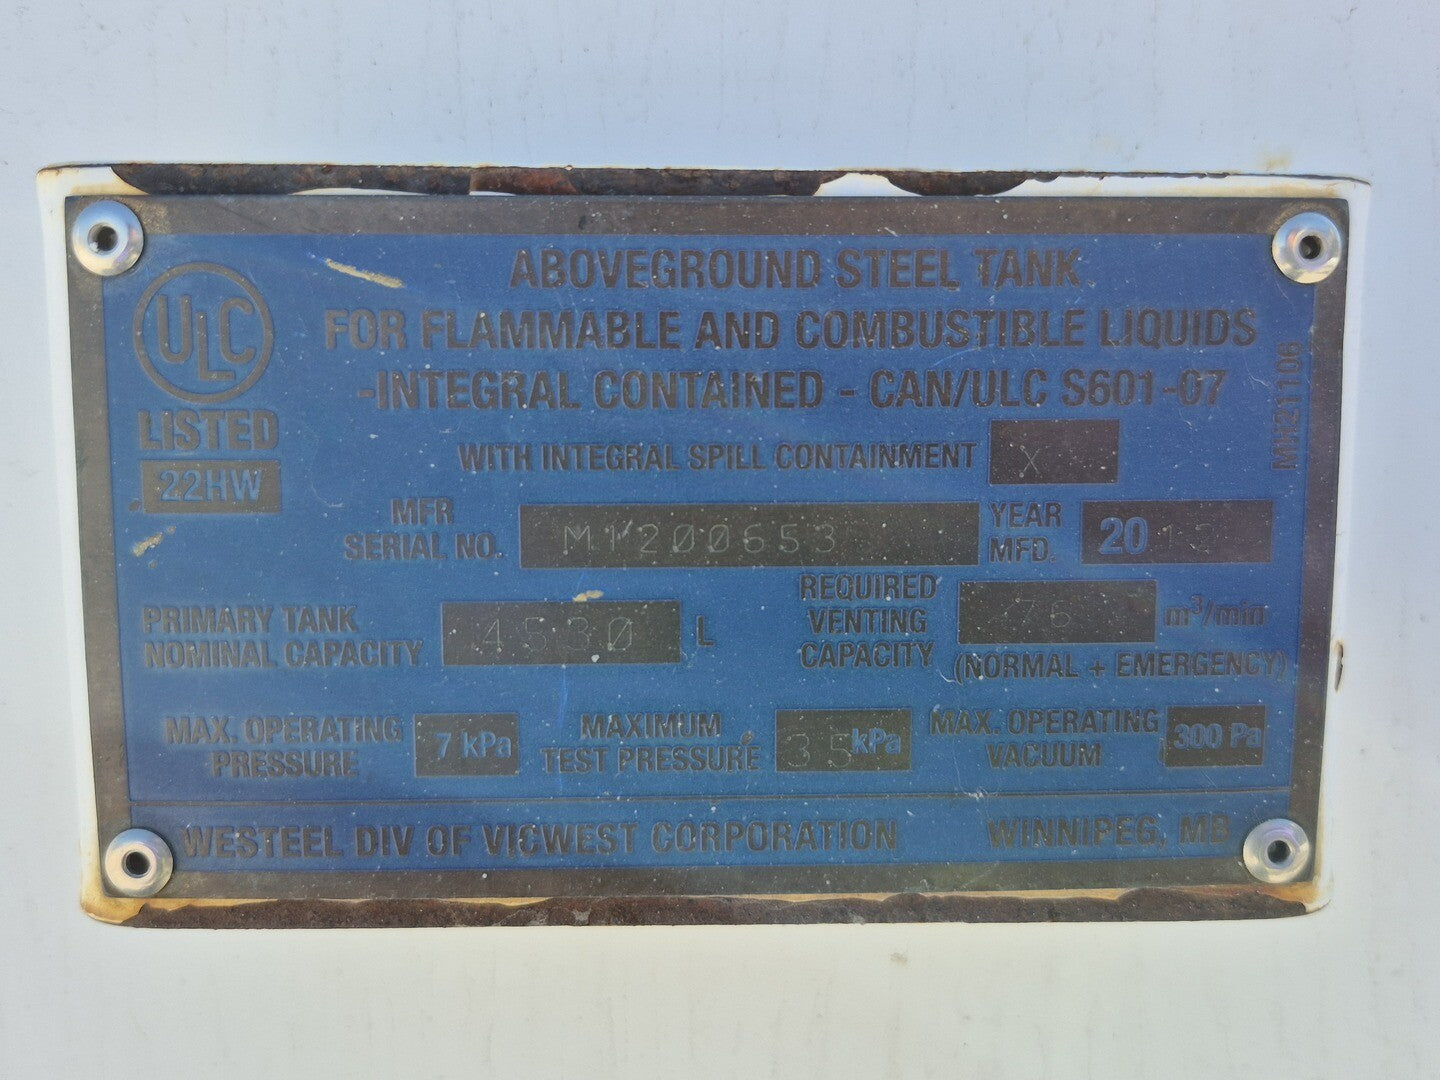 ABOVEGROUND STEEL TANK
FOR FLAMMABLE AND COMBUSTIBLE LIQUIDS
-INTEGRAL CONTAINED - CAN/ULC S601-07
ULC
LISTED
22HW
WITH INTEGRAL SPILL CONTAINMENT X
MH211106
MFR
SERIAL NO.
YEAR
MFD. 2012
PRIMARY TANK
NOMINAL CAPACITY 4530 L
REQUIRED
VENTING
CAPACITY
276 m³/min
(NORMAL + EMERGENCY)
MAX. OPERATING
PRESSURE 7 kPa
MAXIMUM
TEST PRESSURE 35 kPa
MAX. OPERATING
VACUUM 300 Pa
WESTEEL DIV OF VICWEST CORPORATION WINNIPEG, MB